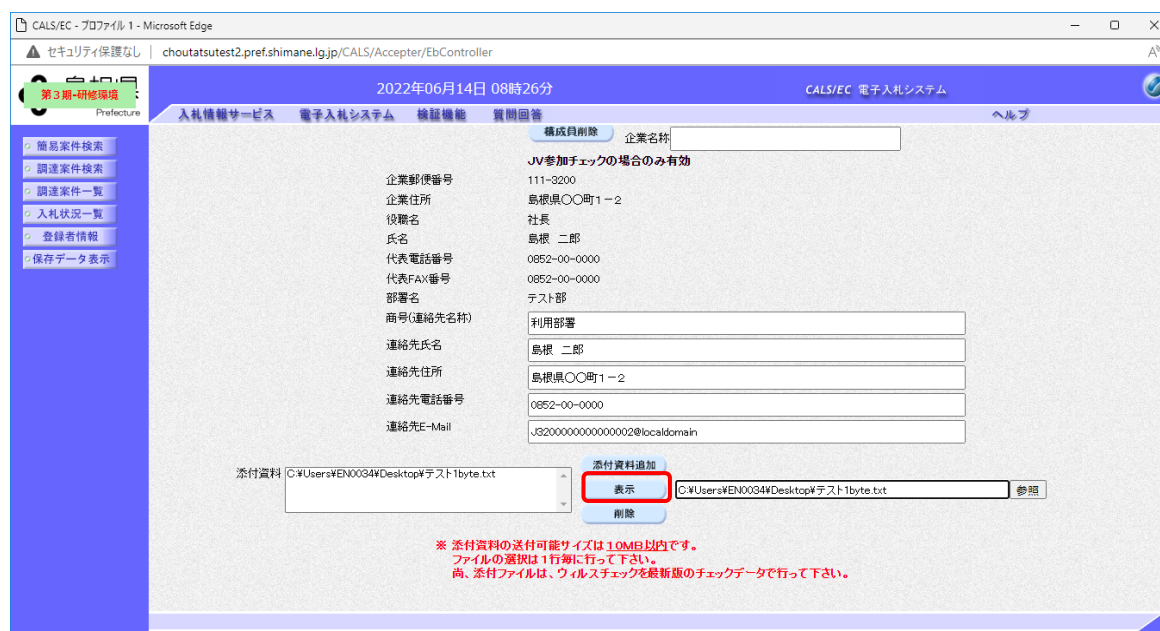 CALS/EC - プロファイル 1 - Microsoft Edge
セキュリティ保護なし | choutatsutest2.pref.shimane.lg.jp/CALS/Accepter/EbController
第３期-研修環境
Prefecture
2022年06月14日 08時26分
CALS/EC 電子入札システム
入札情報サービス 電子入札システム 検証機能 質問回答 ヘルプ
簡易案件検索
調達案件検索
調達案件一覧
入札状況一覧
登録者情報
保存データ表示
構成員削除 企業名称
JV参加チェックの場合のみ有効
企業郵便番号 111-3200
企業住所 島根県〇〇町１－２
役職名 社長
氏名 島根 二郎
代表電話番号 0852-00-0000
代表FAX番号 0852-00-0000
部署名 テスト部
商号(連絡先名称) 利用部署
連絡先氏名 島根 二郎
連絡先住所 島根県〇〇町１－２
連絡先電話番号 0852-00-0000
連絡先E-Mail J3200000000000002@localdomain
添付資料追加
添付資料 C:¥Users¥EN0034¥Desktop¥テスト1byte.txt 表示 C:¥Users¥EN0034¥Desktop¥テスト1byte.txt 参照
削除
※ 添付資料の送付可能サイズは10MB以内です。
ファイルの選択は１行毎に行って下さい。
尚、添付ファイルは、ウィルスチェックを最新版のチェックデータで行って下さい。